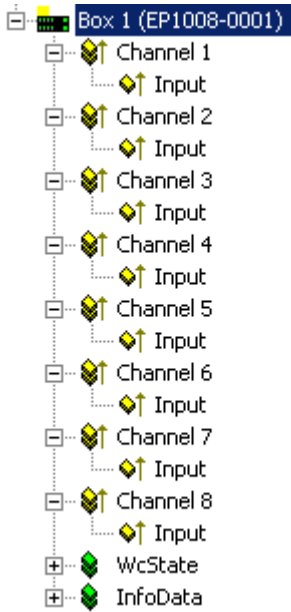 Box 1 (EP1008-0001)
Channel 1
Input
Channel 2
Input
Channel 3
Input
Channel 4
Input
Channel 5
Input
Channel 6
Input
Channel 7
Input
Channel 8
Input
WcState
InfoData